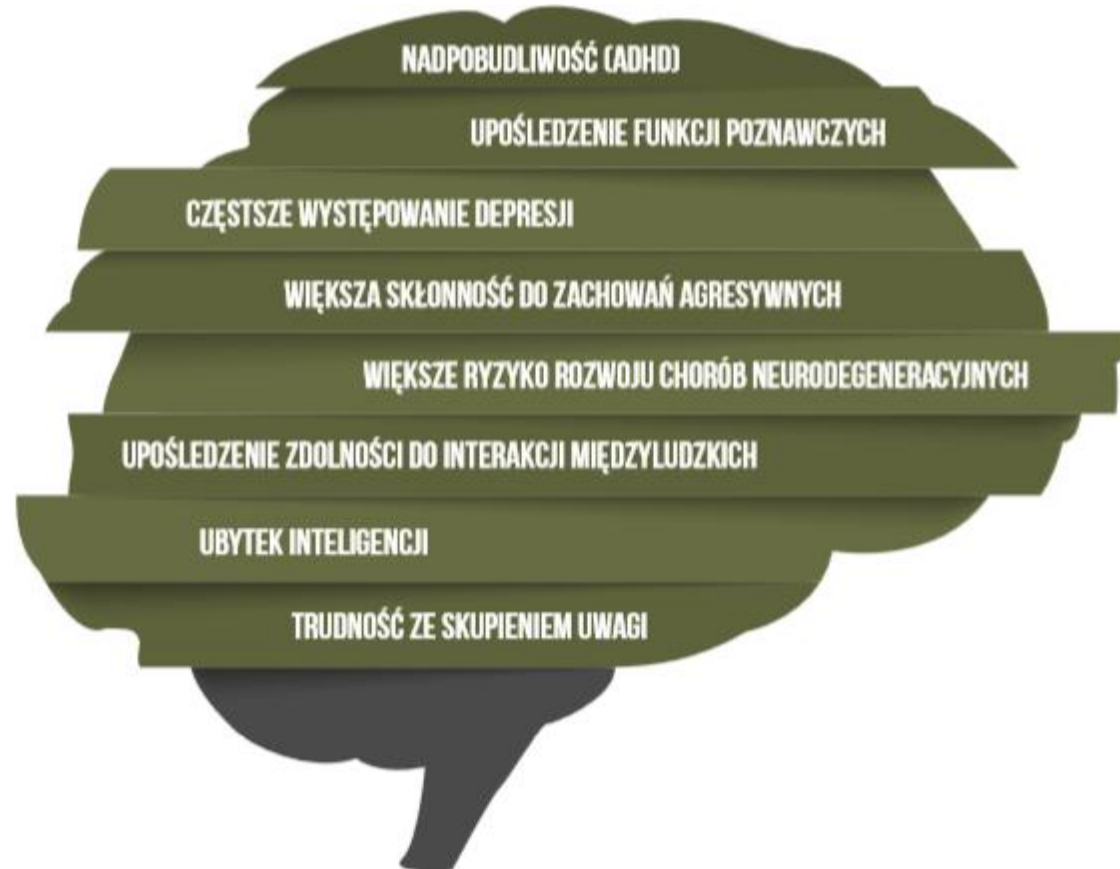 NADPOBUDLIWOŚĆ (ADHD)
UPOŚLEDZENIE FUNKCJI POZNAWCZYCH
CZĘSTSZE WYSTĘPOWANIE DEPRESJI
WIĘKSZA SKŁONNOŚĆ DO ZACHOWAŃ AGRESYWNYCH
WIĘKSZE RYZYKO ROZWOJU CHORÓB NEURODEGENERACYJNYCH
UPOŚLEDZENIE ZDOLNOŚCI DO INTERAKCJI MIĘDZYLUDZKICH
UBYTEK INTELIGENCJI
TRUDNOŚĆ ZE SKUPIENIEM UWAGI